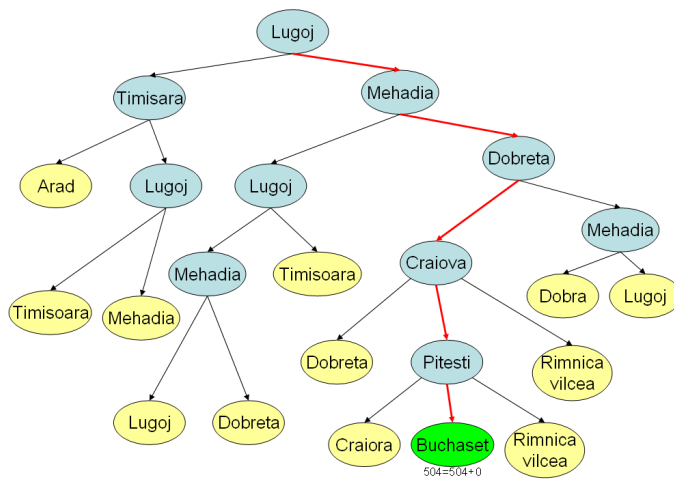 Lugoj
Timisara
Mehadia
Dobreta
Arad
Lugoj
Lugoj
Mehadia
Craiova
Mehadia
Timisoara
Timisoara
Mehadia
Dobra
Lugoj
Dobreta
Pitesti
Rimnica
vilcea
Lugoj
Dobreta
Craiora
Buchaset
Rimnica
vilcea
504=504+0